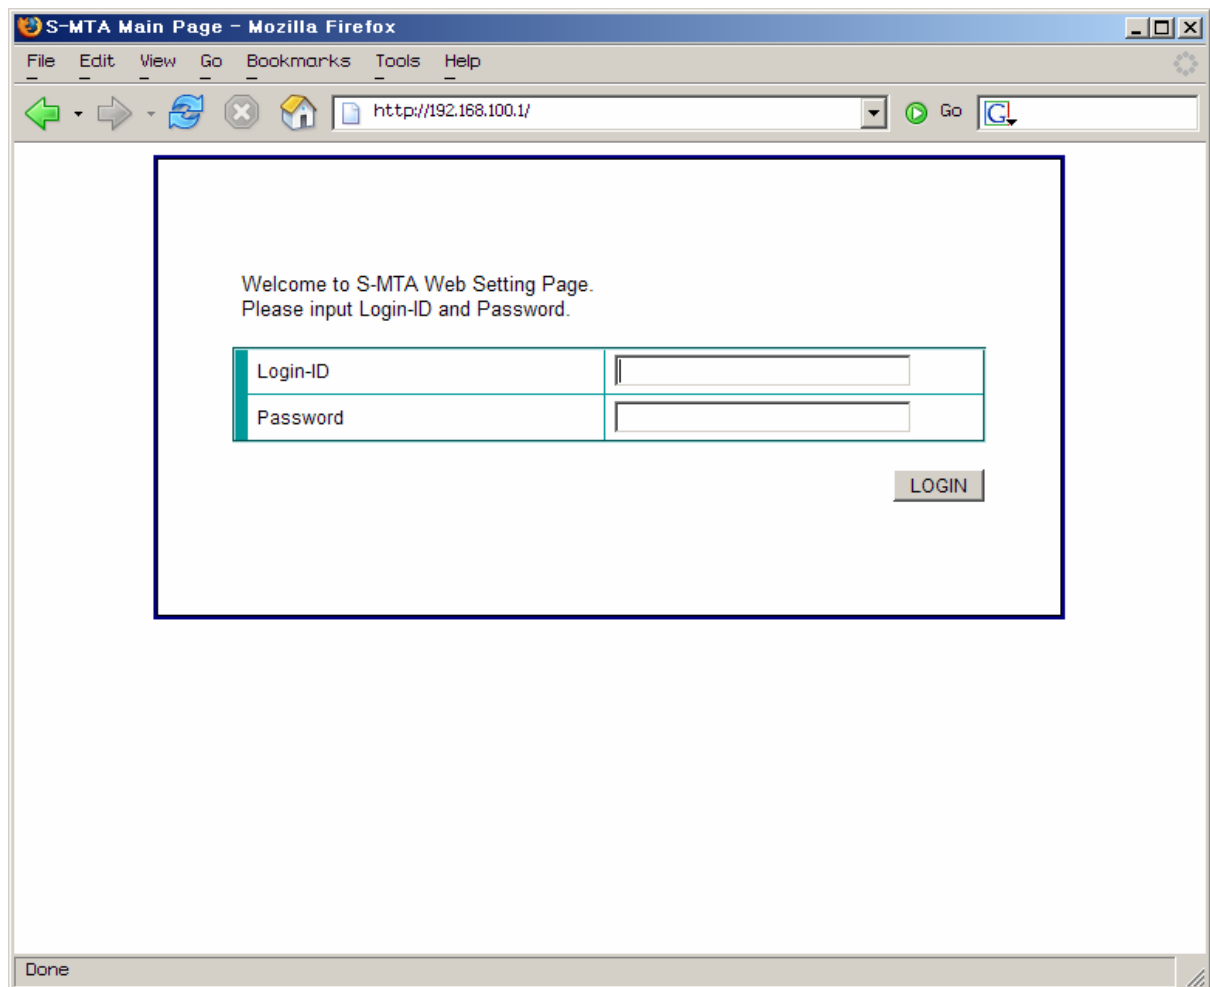 S-MTA Main Page - Mozilla Firefox
File Edit View Go Bookmarks Tools Help
http://192.168.100.1/ Go G
Welcome to S-MTA Web Setting Page.
Please input Login-ID and Password.
Login-ID
Password
LOGIN
Done